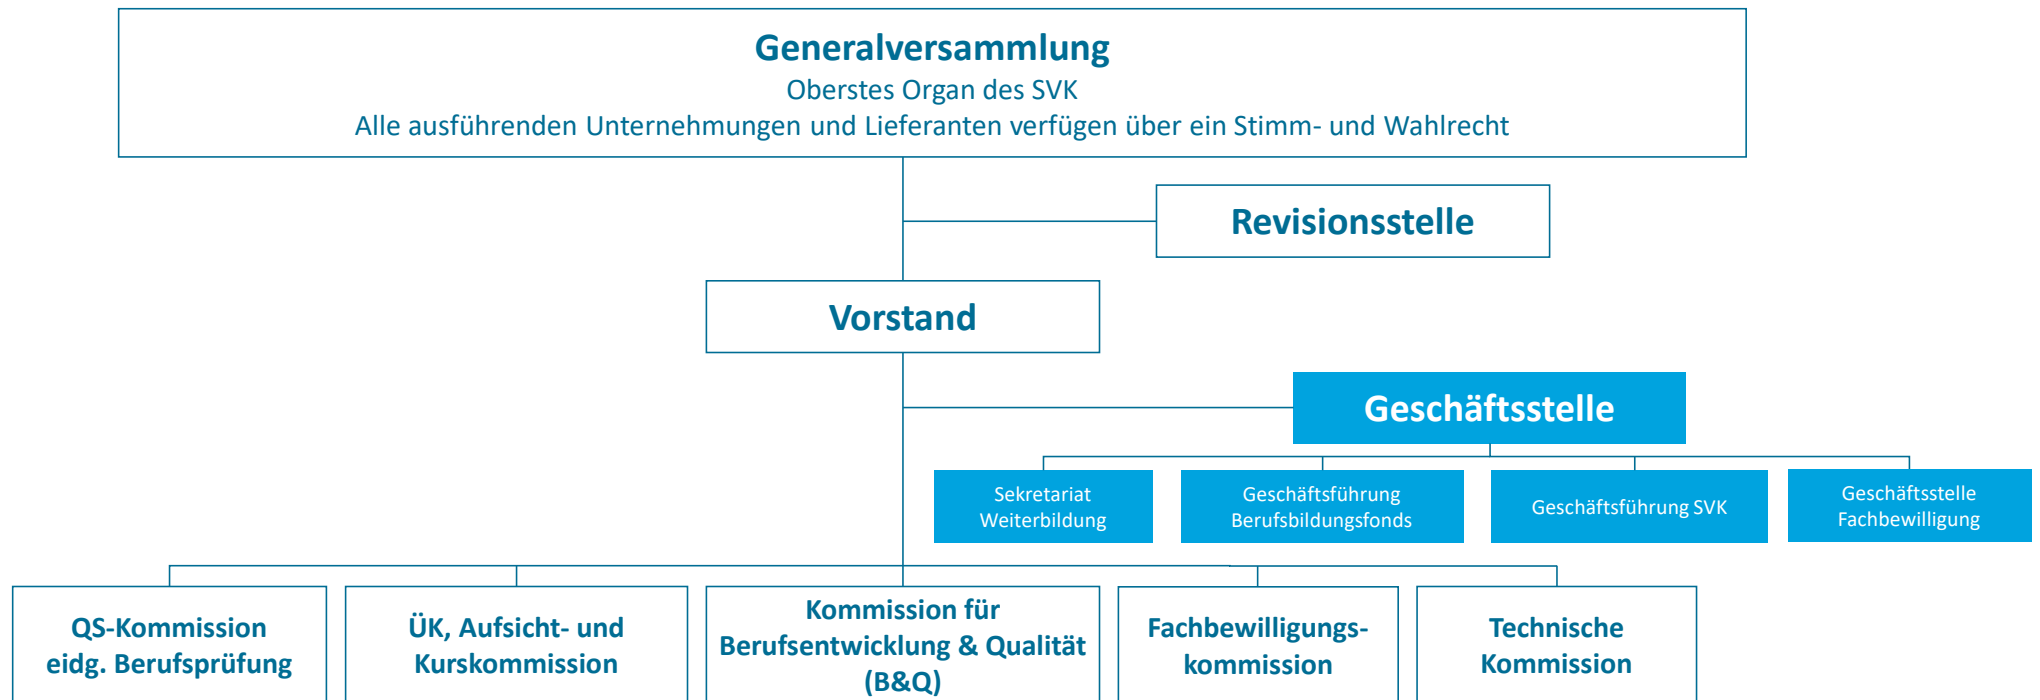 Generalversammlung
Oberstes Organ des SVK
Alle ausführenden Unternehmungen und Lieferanten verfügen über ein Stimm- und Wahlrecht
Revisionsstelle
Vorstand
Geschäftsstelle
Sekretariat
Weiterbildung
Geschäftsführung
Berufsbildungsfonds
Geschäftsführung SVK
Geschäftsstelle
Fachbewilligung
QS-Kommission
eidg. Berufsprüfung
ÜK, Aufsicht- und
Kurskommission
Kommission für
Berufsentwicklung & Qualität
(B&Q)
Fachbewilligungs-
kommission
Technische
Kommission